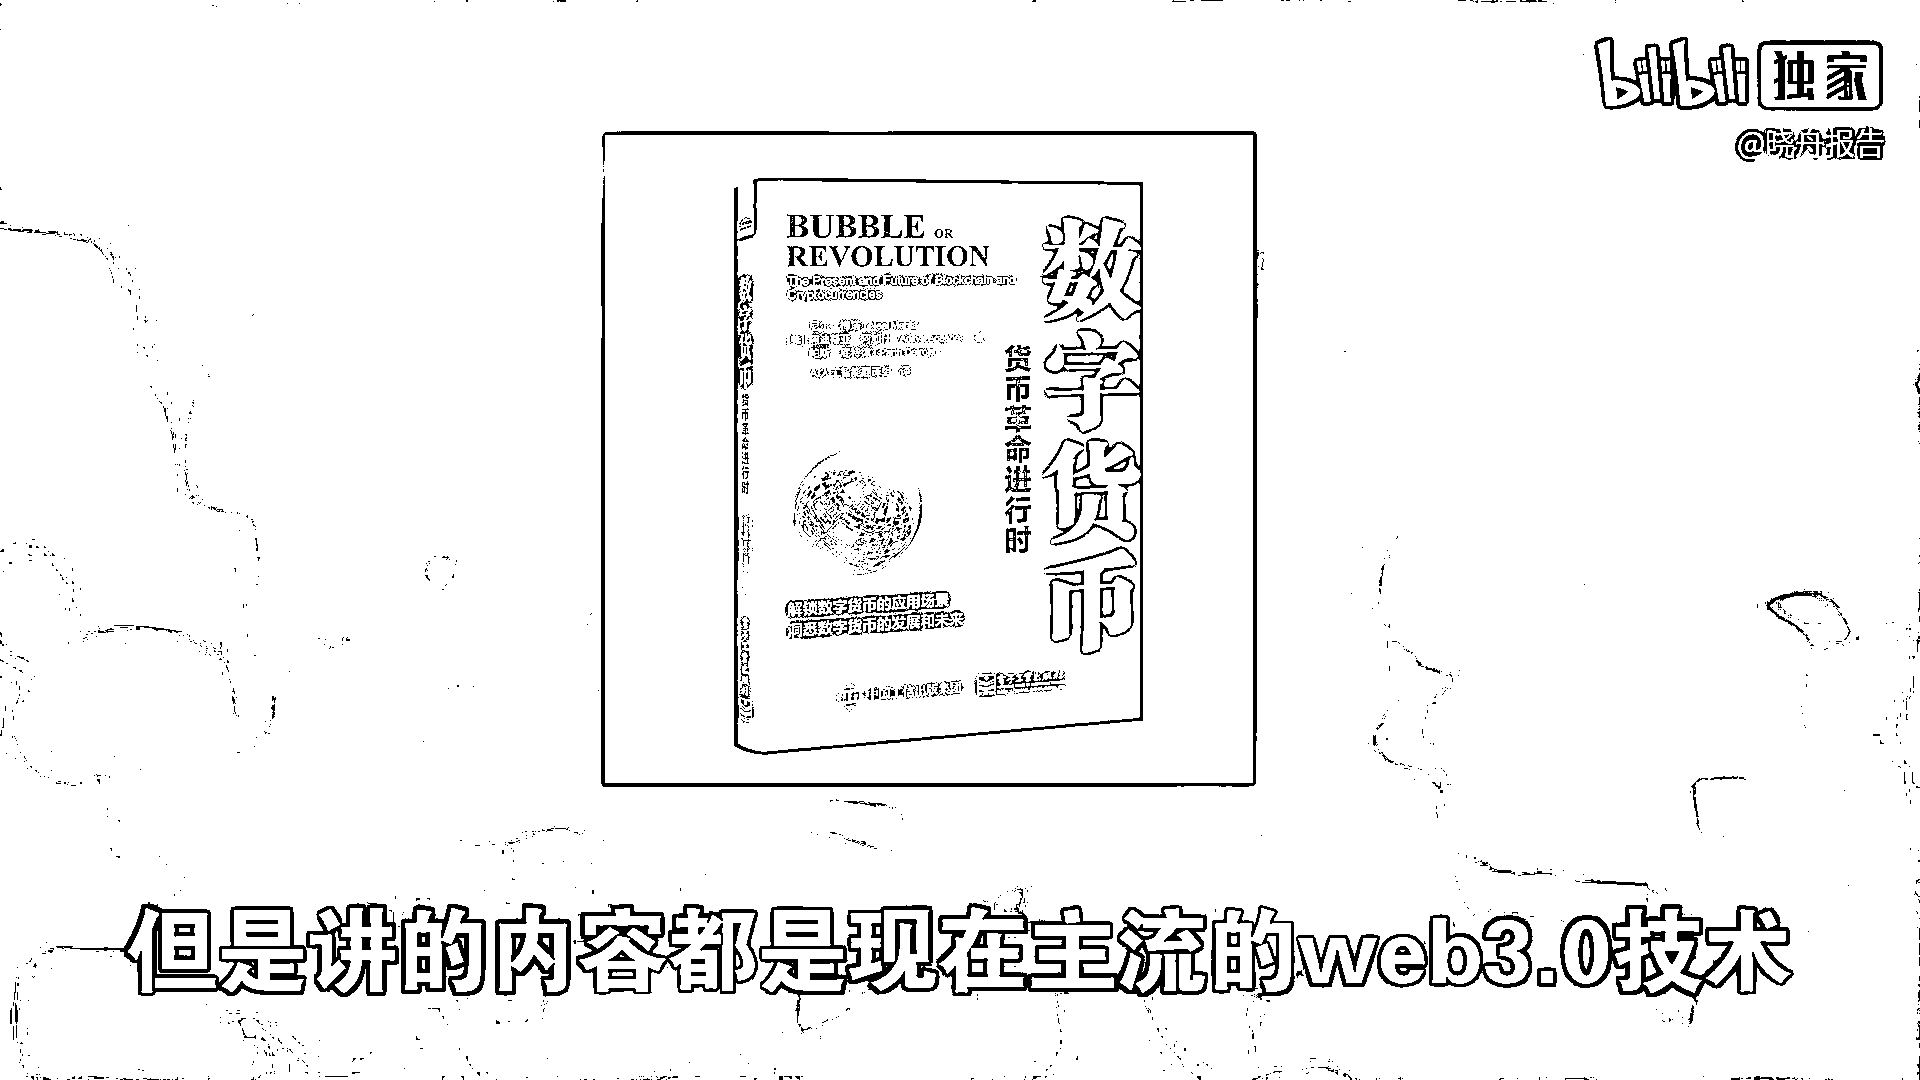 bilibili 独家
@晓舟报告
BUBBLE OR
REVOLUTION
The Present and Future of Blockchain and
Cryptocurrencies
数字货币
货币革命进行时
解锁数字货币的应用场景
洞悉数字货币的发展和未来
数字货币 货币革命进行时
但是讲的内容都是现在主流的web3.0技术